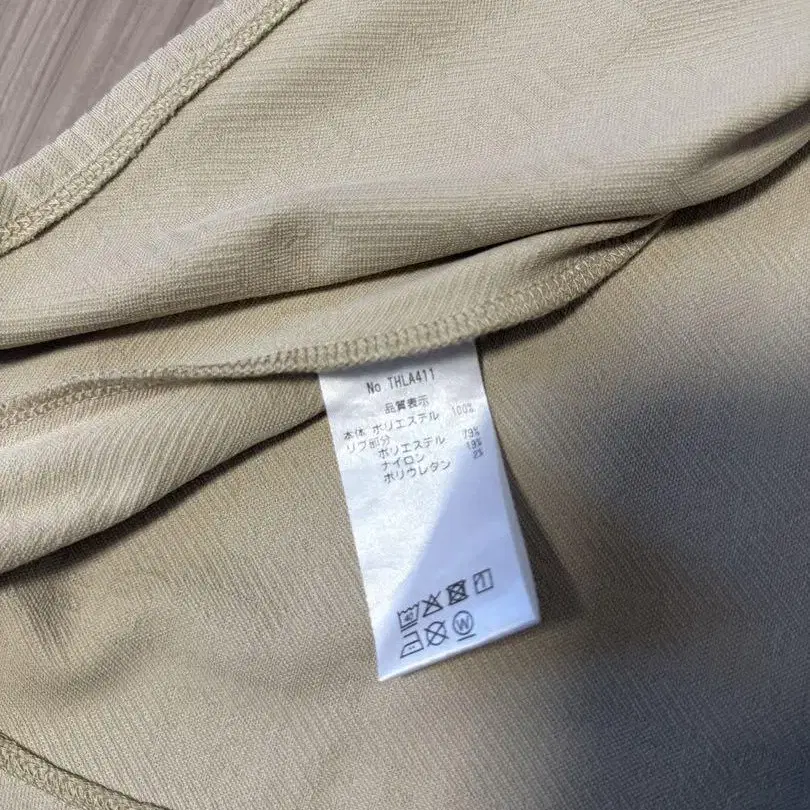 No THLA411
品質表示
本体 ポリエステル 100%
リブ部分
ポリエステル 79%
ナイロン 19%
ポリウレタン 2%
40
W